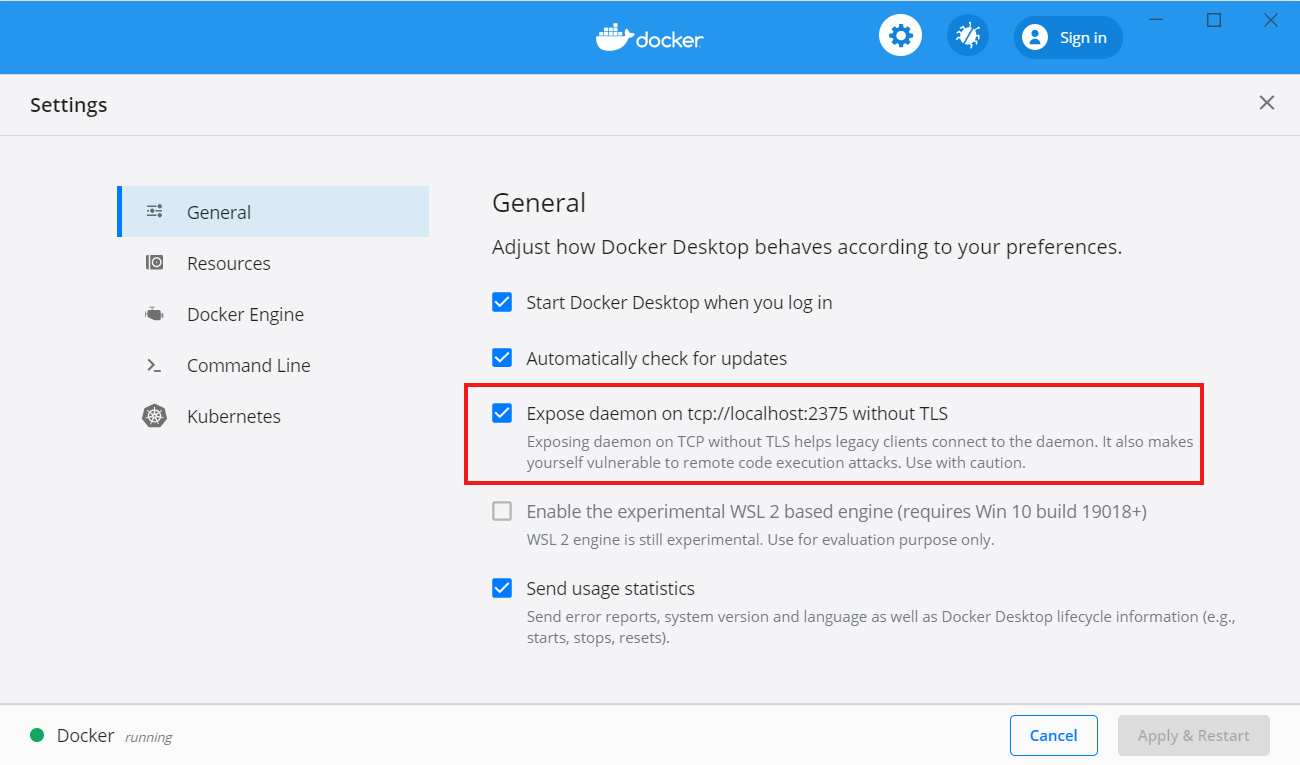 docker
Sign in
Settings
General
Resources
Docker Engine
Command Line
Kubernetes
General
Adjust how Docker Desktop behaves according to your preferences.
Start Docker Desktop when you log in
Automatically check for updates
Expose daemon on tcp://localhost:2375 without TLS
Exposing daemon on TCP without TLS helps legacy clients connect to the daemon. It also makes
yourself vulnerable to remote code execution attacks. Use with caution.
Enable the experimental WSL 2 based engine (requires Win 10 build 19018+)
WSL 2 engine is still experimental. Use for evaluation purpose only.
Send usage statistics
Send error reports, system version and language as well as Docker Desktop lifecycle information (e.g.,
starts, stops, resets).
Docker running
Cancel
Apply & Restart